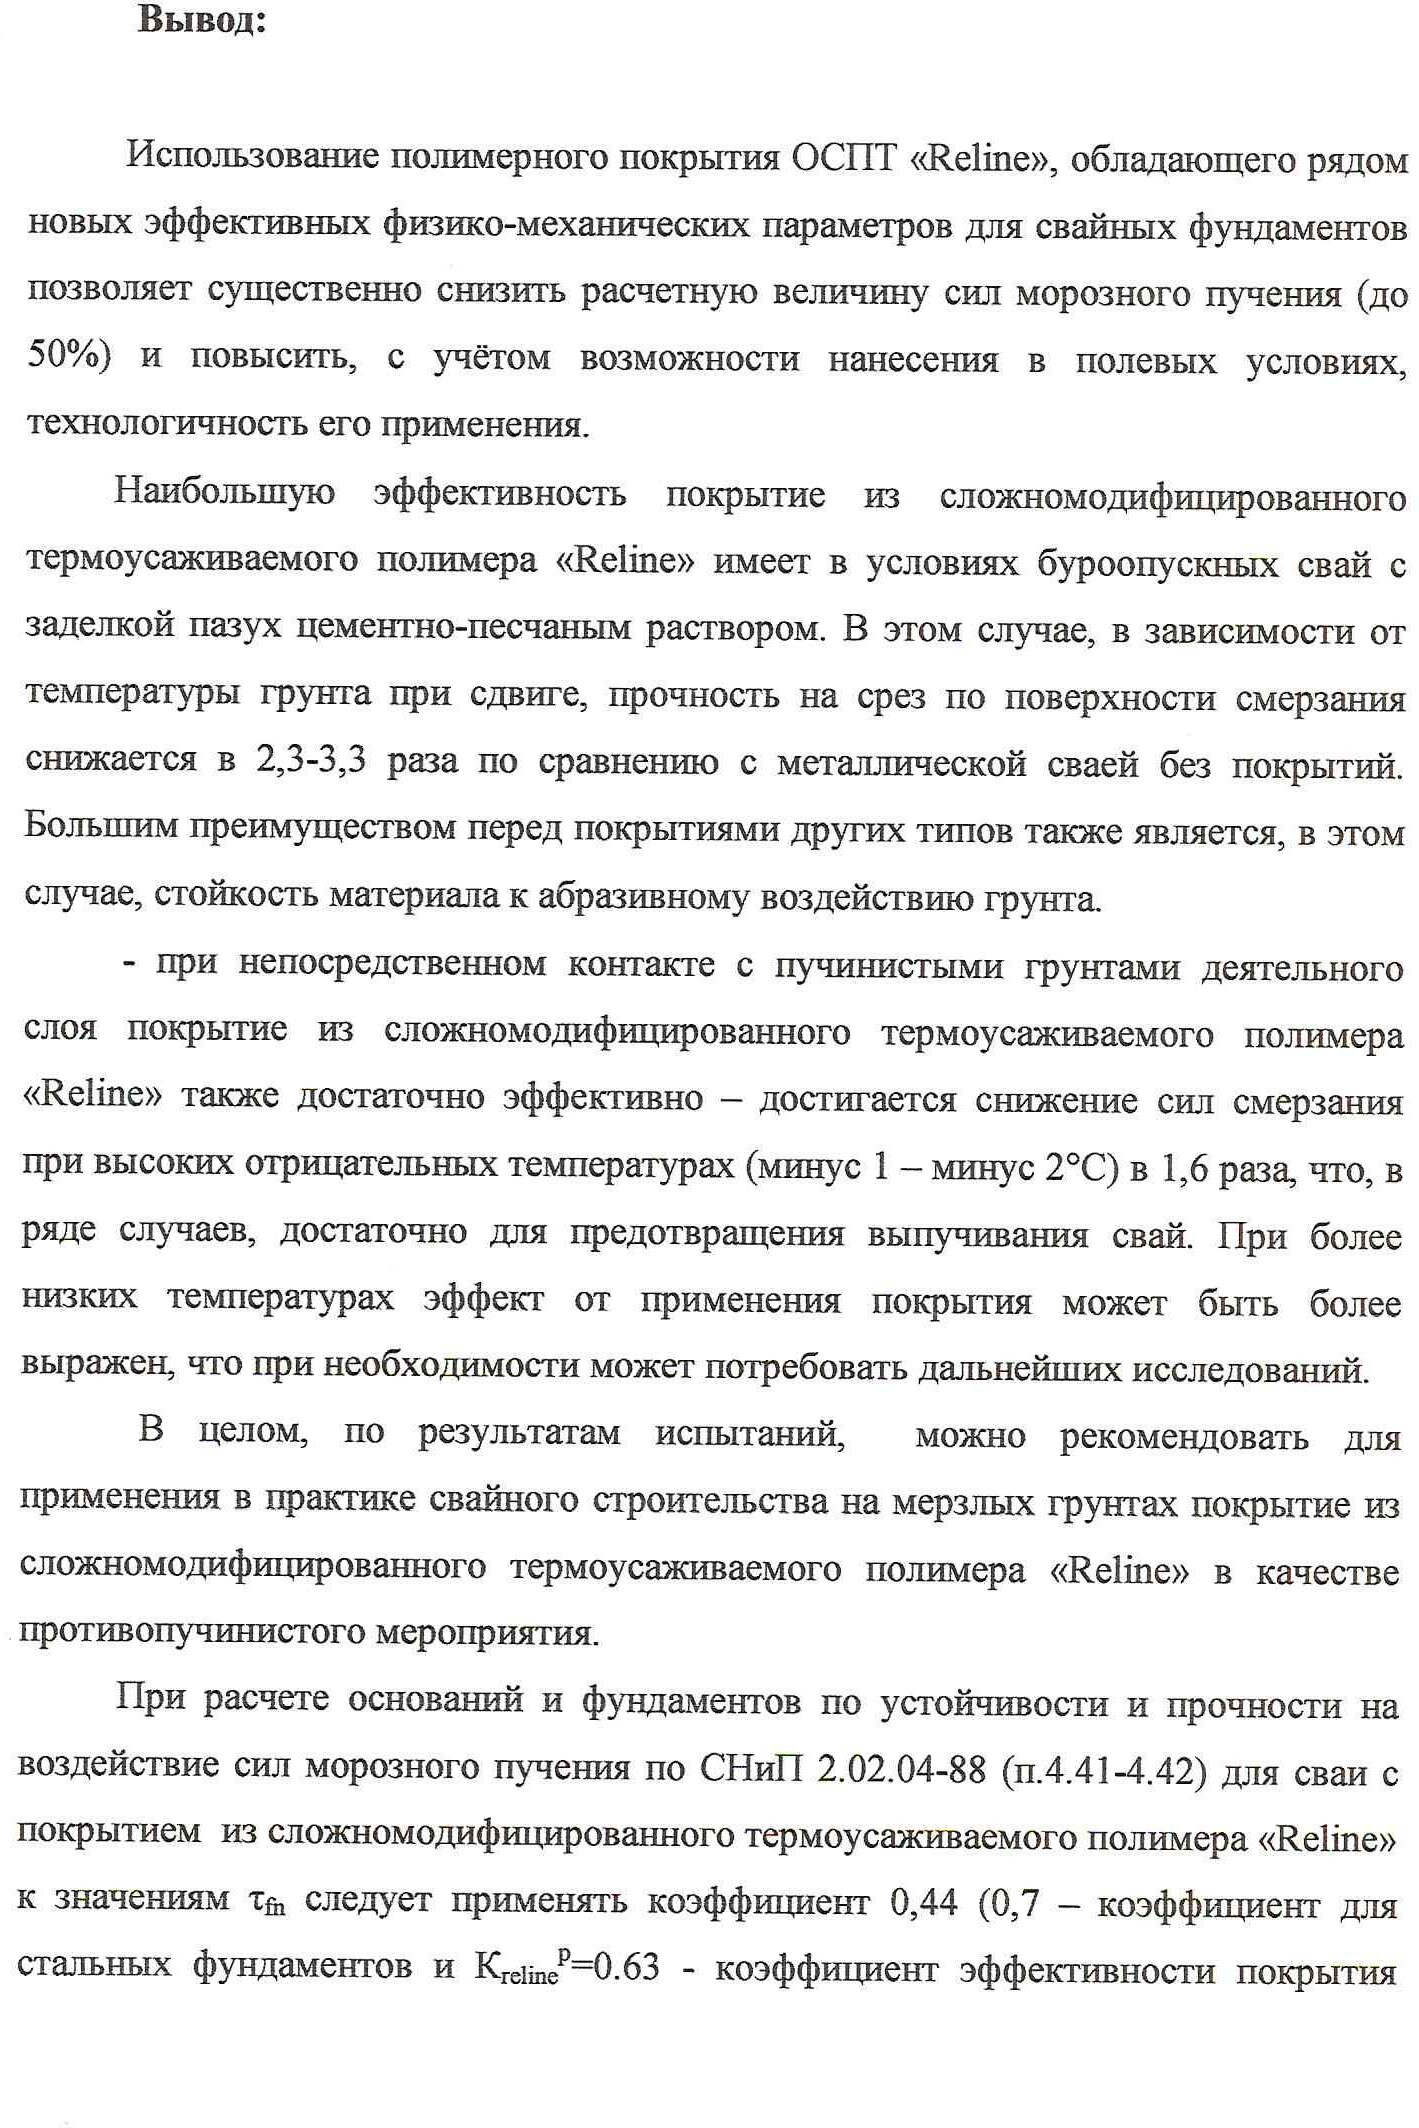 Вывод:
Использование полимерного покрытия ОСПТ «Reline», обладающего рядом
новых эффективных физико-механических параметров для свайных фундаментов
позволяет существенно снизить расчетную величину сил морозного пучения (до
50%) и повысить, с учётом возможности нанесения в полевых условиях,
технологичность его применения.
Наибольшую эффективность покрытие из сложномодифицированного
термоусаживаемого полимера «Reline» имеет в условиях буроопускных свай с
заделкой пазух цементно-песчаным раствором. В этом случае, в зависимости от
температуры грунта при сдвиге, прочность на срез по поверхности смерзания
снижается в 2,3-3,3 раза по сравнению с металлической сваей без покрытий.
Большим преимуществом перед покрытиями других типов также является, в этом
случае, стойкость материала к абразивному воздействию грунта.
- при непосредственном контакте с пучинистыми грунтами деятельного
слоя покрытие из сложномодифицированного термоусаживаемого полимера
«Reline» также достаточно эффективно – достигается снижение сил смерзания
при высоких отрицательных температурах (минус 1 – минус 2°С) в 1,6 раза, что, в
ряде случаев, достаточно для предотвращения выпучивания свай. При более
низких температурах эффект от применения покрытия может быть более
выражен, что при необходимости может потребовать дальнейших исследований.
В целом, по результатам испытаний, можно рекомендовать для
применения в практике свайного строительства на мерзлых грунтах покрытие из
сложномодифицированного термоусаживаемого полимера «Reline» в качестве
противопучинистого мероприятия.
При расчете оснований и фундаментов по устойчивости и прочности на
воздействие сил морозного пучения по СНиП 2.02.04-88 (п.4.41-4.42) для сваи с
покрытием из сложномодифицированного термоусаживаемого полимера «Reline»
к значениям τfh следует применять коэффициент 0,44 (0,7 – коэффициент для
стальных фундаментов и Krelineᵖ=0.63 - коэффициент эффективности покрытия